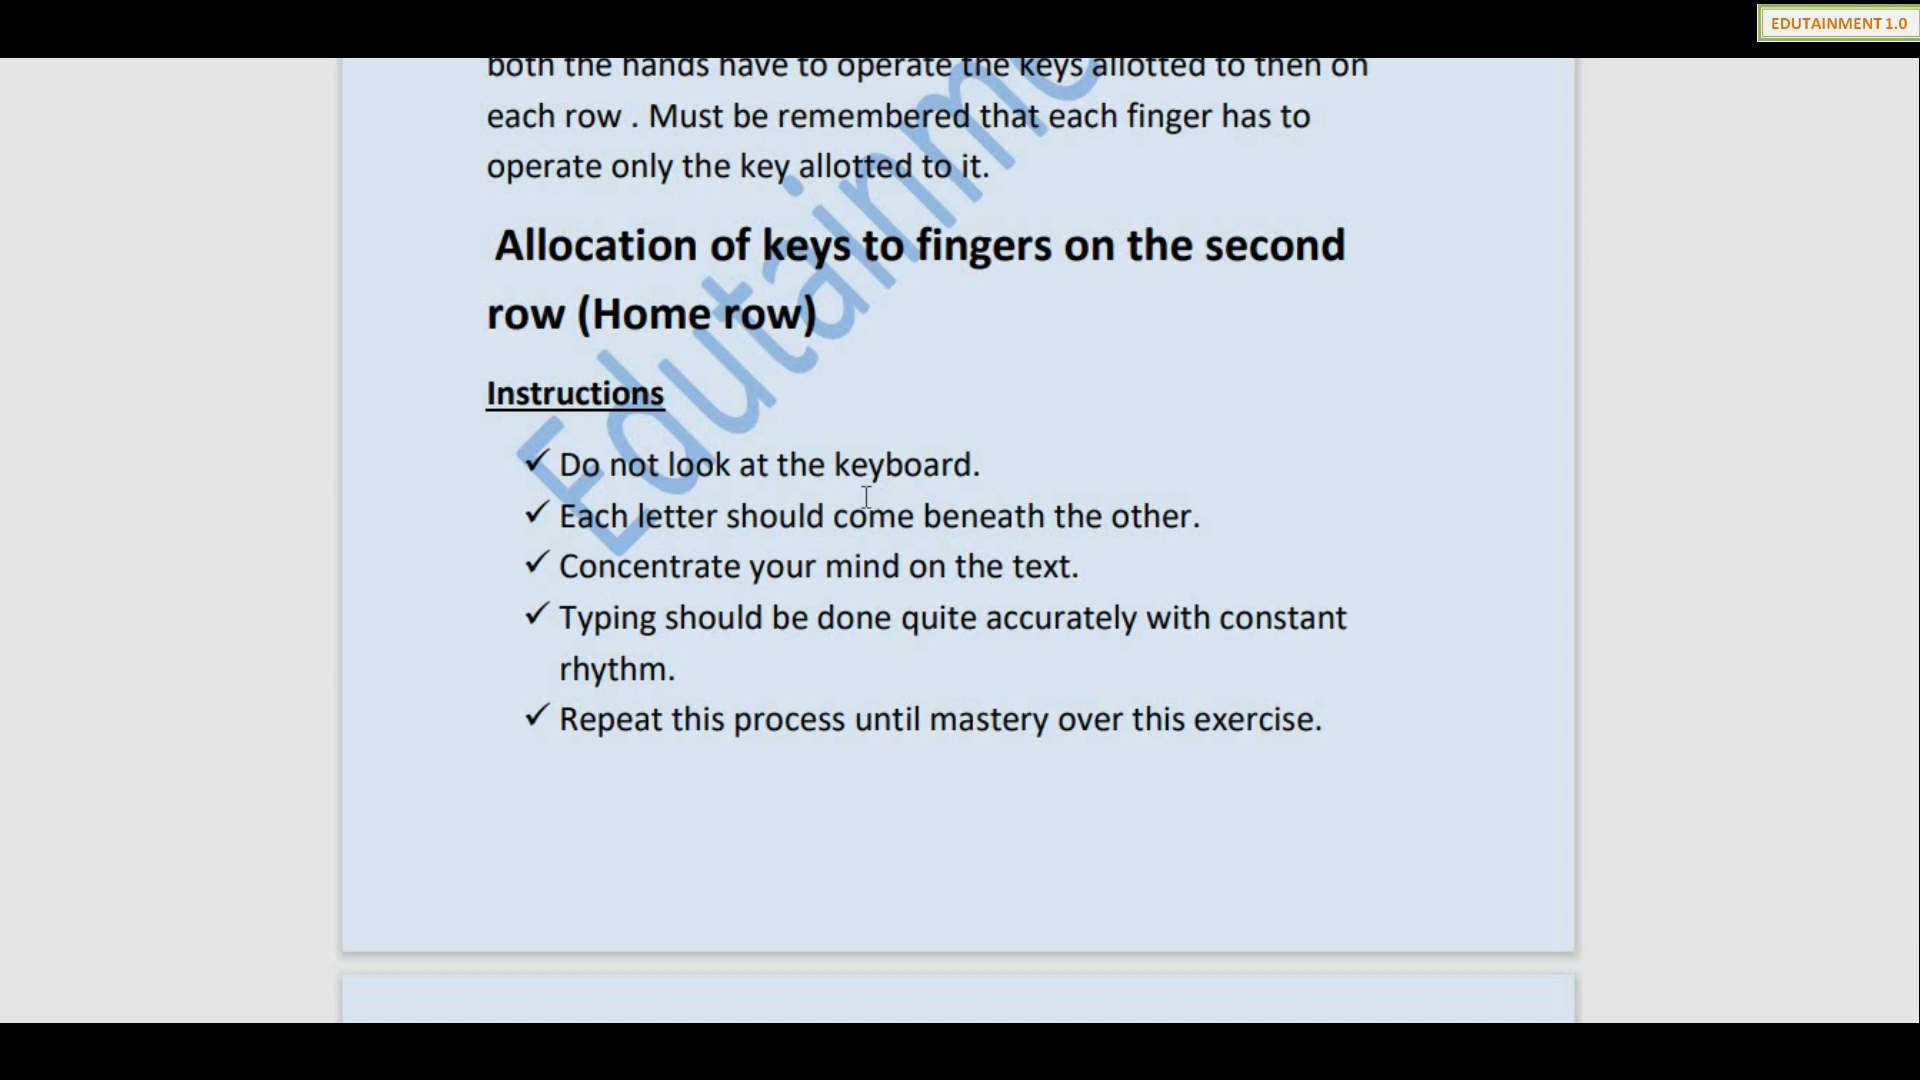 EDUTAINMENT 1.0
both the hands have to operate the keys allotted to then on
each row . Must be remembered that each finger has to
operate only the key allotted to it.
Allocation of keys to fingers on the second
row (Home row)
Instructions
✓ Do not look at the keyboard.
✓ Each letter should come beneath the other.
✓ Concentrate your mind on the text.
✓ Typing should be done quite accurately with constant
rhythm.
✓ Repeat this process until mastery over this exercise.